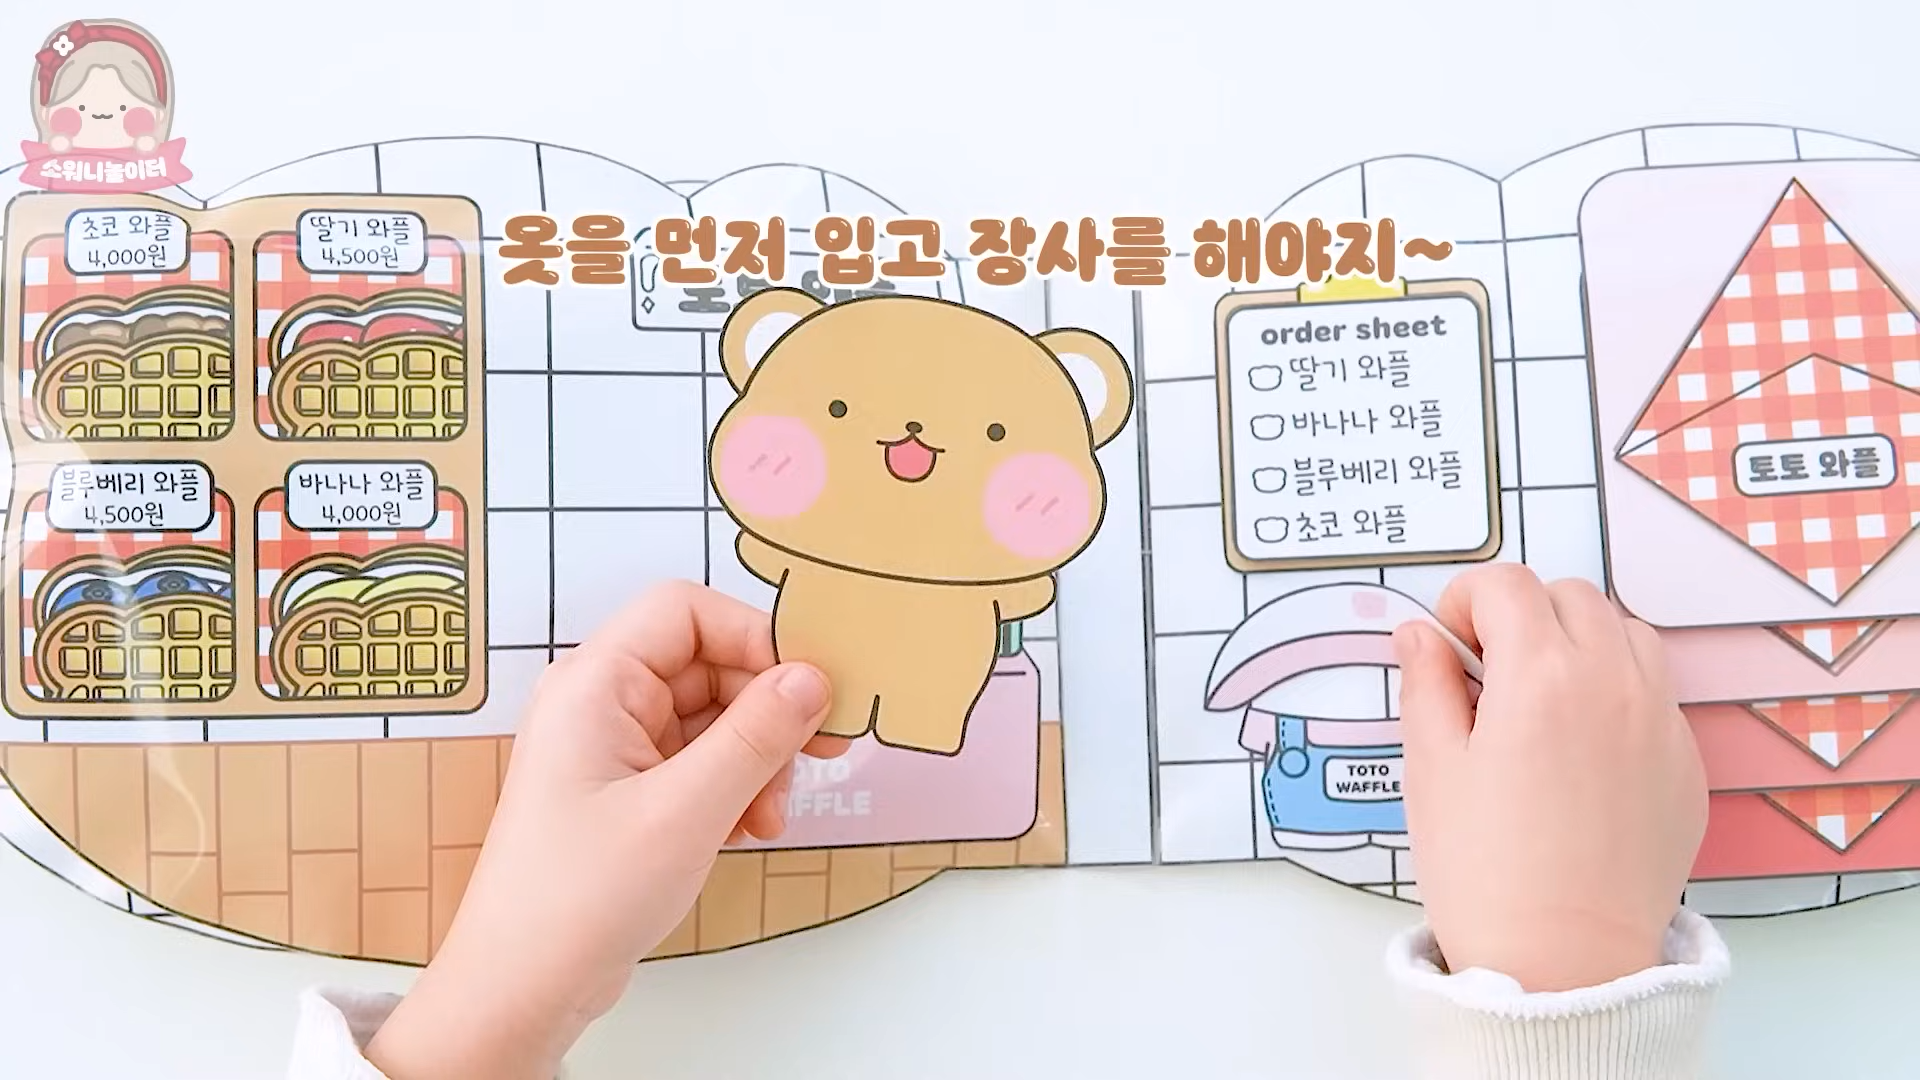 소워니놀이터
옷을 먼저 입고 장사를 해야지~
초코 와플
4,000원
딸기 와플
4,500원
블루베리 와플
4,500원
바나나 와플
4,000원
order sheet
딸기 와플
바나나 와플
블루베리 와플
초코 와플
토토 와플
TOTO
WAFFLE